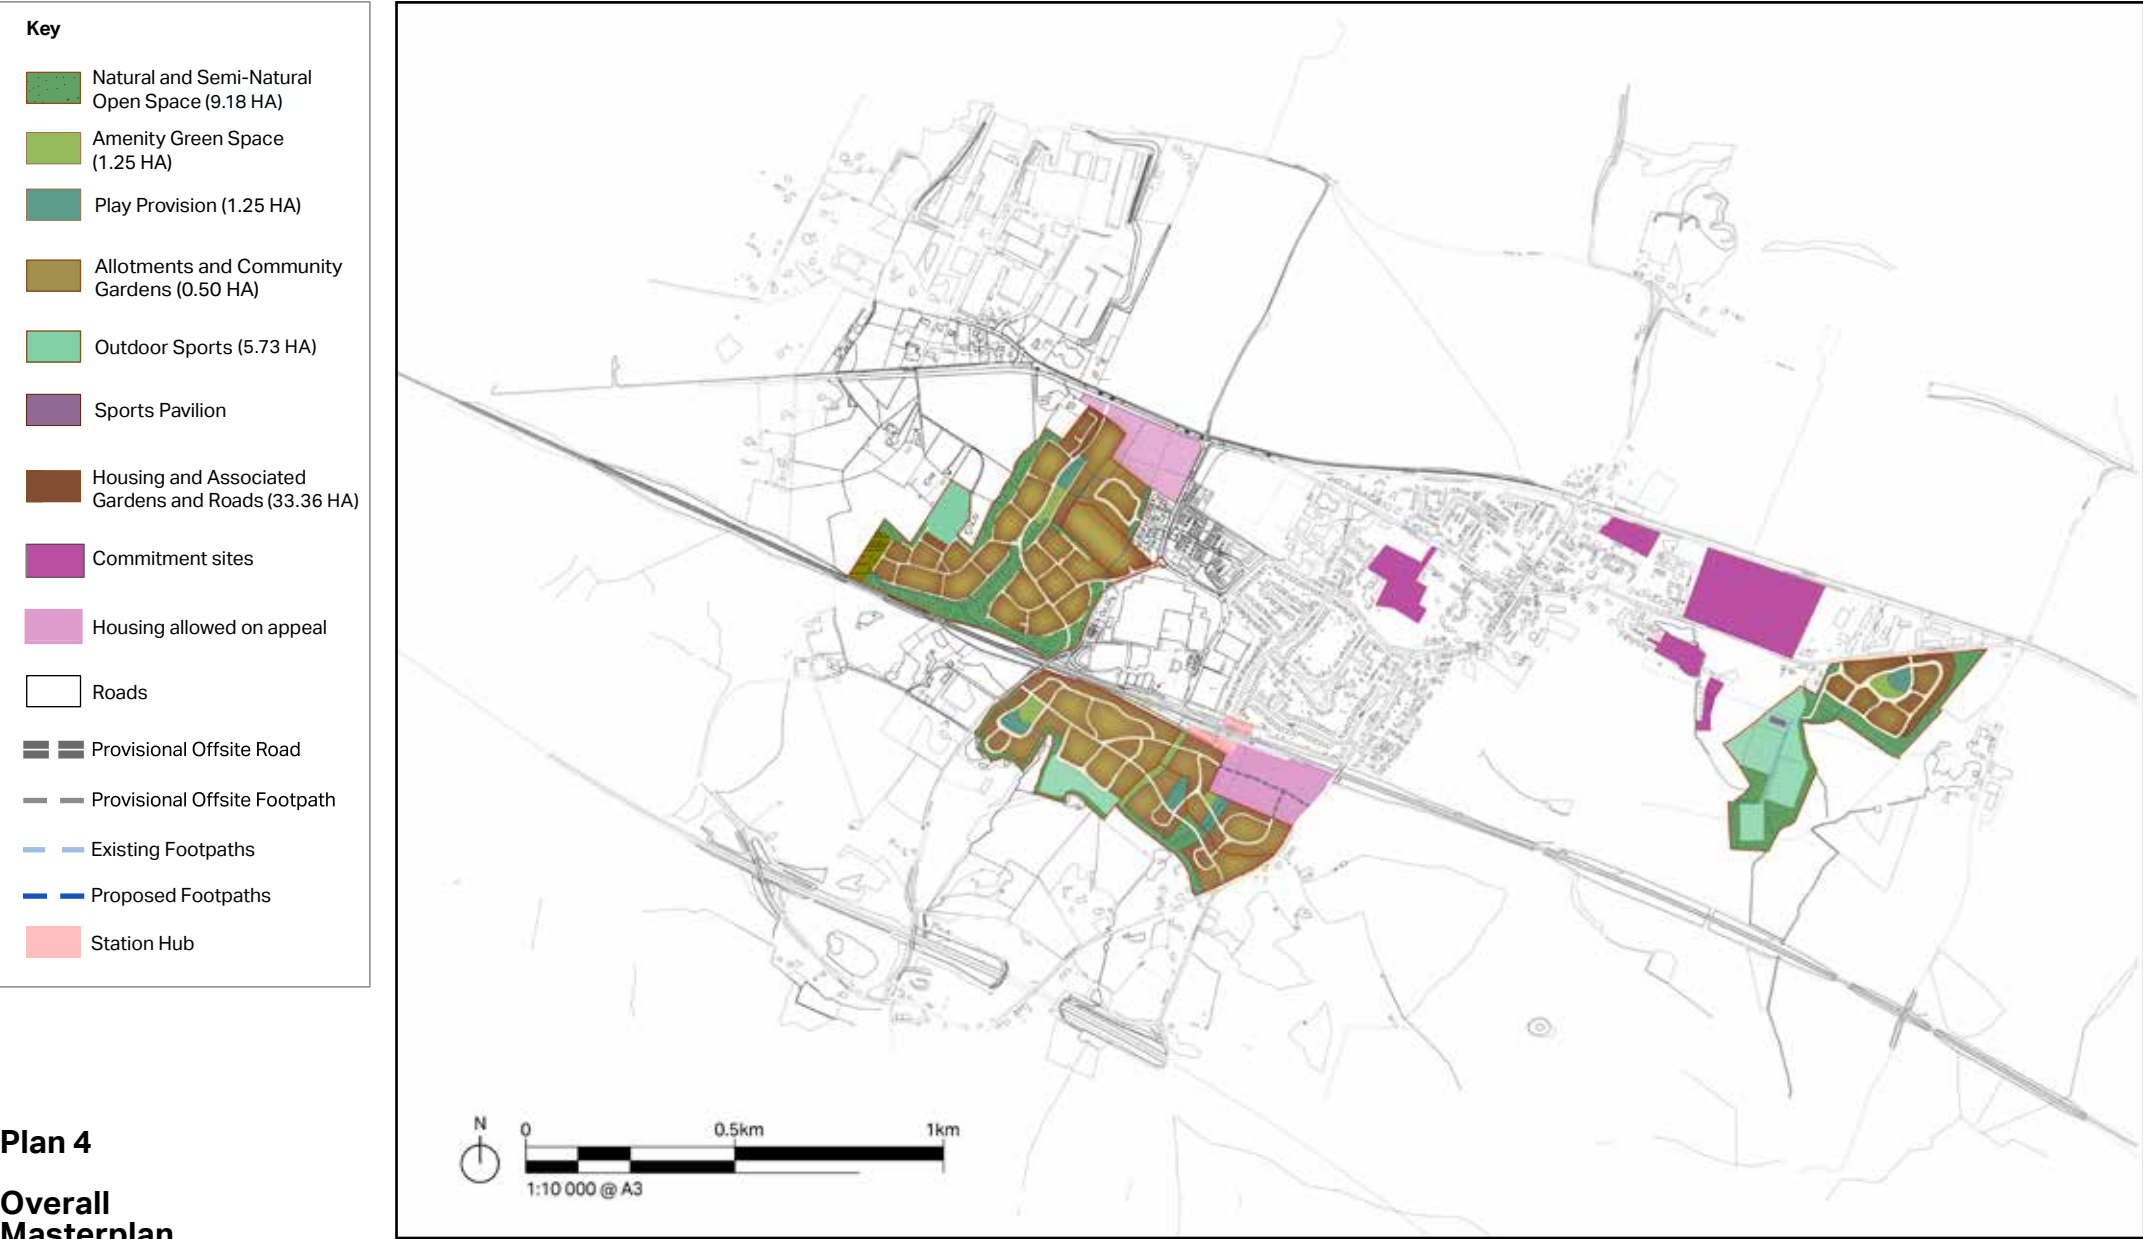 Key
Natural and Semi-Natural
Open Space (9.18 HA)
Amenity Green Space
(1.25 HA)
Play Provision (1.25 HA)
Allotments and Community
Gardens (0.50 HA)
Outdoor Sports (5.73 HA)
Sports Pavilion
Housing and Associated
Gardens and Roads (33.36 HA)
Commitment sites
Housing allowed on appeal
Roads
Provisional Offsite Road
Provisional Offsite Footpath
Existing Footpaths
Proposed Footpaths
Station Hub
N
0 0.5km 1km
1:10 000 @ A3
Plan 4
Overall
Masterplan